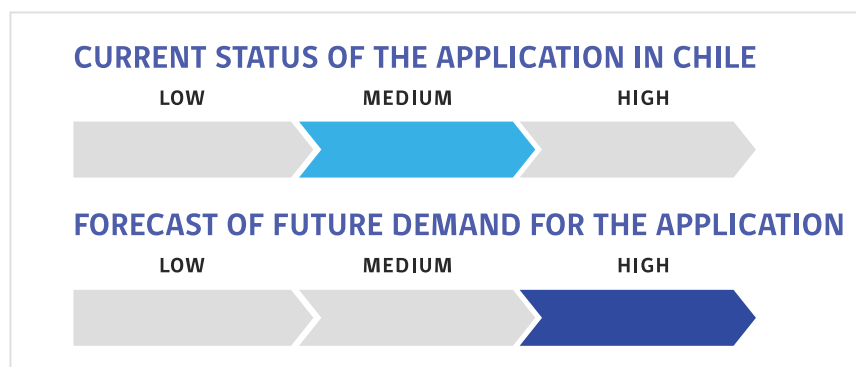 CURRENT STATUS OF THE APPLICATION IN CHILE
LOW MEDIUM HIGH
FORECAST OF FUTURE DEMAND FOR THE APPLICATION
LOW MEDIUM HIGH